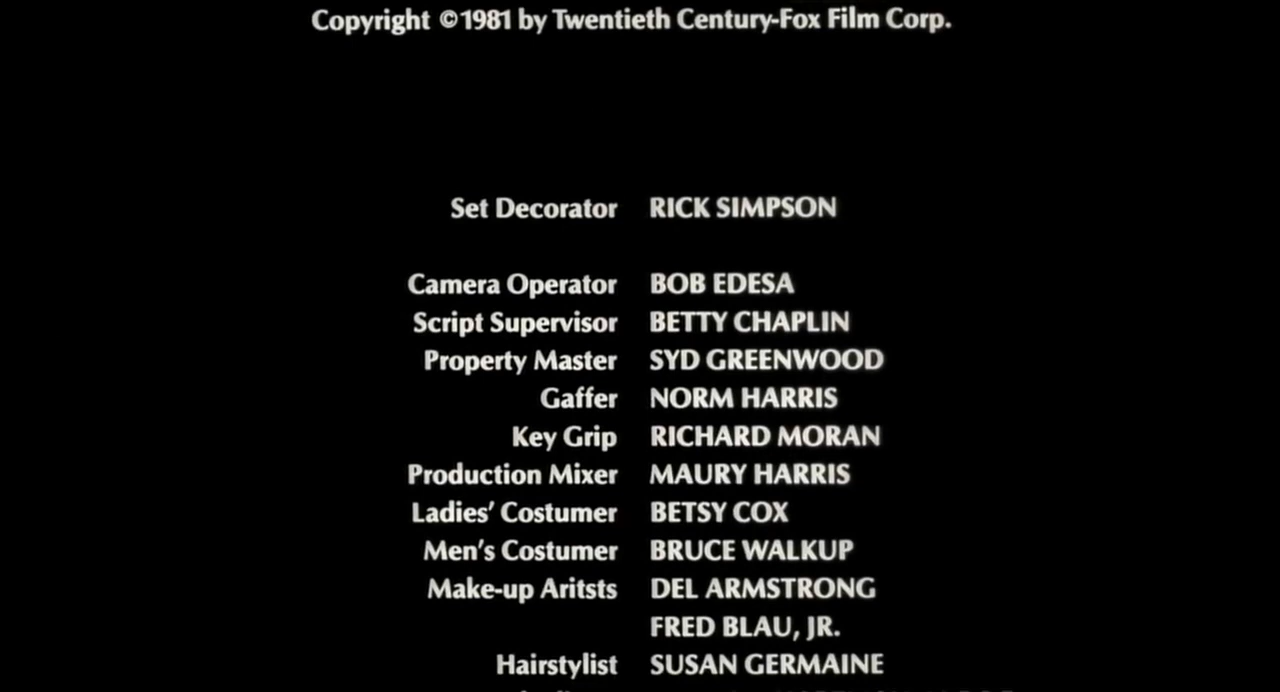 Copyright ©1981 by Twentieth Century-Fox Film Corp.
Set Decorator RICK SIMPSON
Camera Operator BOB EDESA
Script Supervisor BETTY CHAPLIN
Property Master SYD GREENWOOD
Gaffer NORM HARRIS
Key Grip RICHARD MORAN
Production Mixer MAURY HARRIS
Ladies’ Costumer BETSY COX
Men’s Costumer BRUCE WALKUP
Make-up Aritsts DEL ARMSTRONG
FRED BLAU, JR.
Hairstylist SUSAN GERMAINE